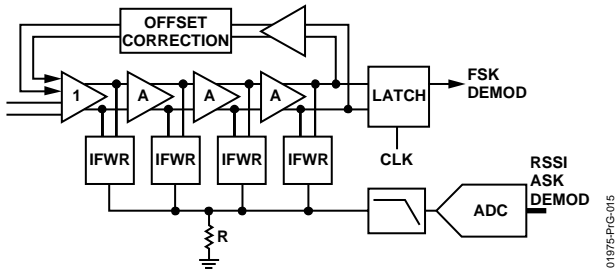 OFFSET
CORRECTION
1
A
A
A
LATCH
FSK
DEMOD
IFWR
IFWR
IFWR
IFWR
CLK
RSSI
ASK
DEMOD
R
ADC
01975-PrG-015